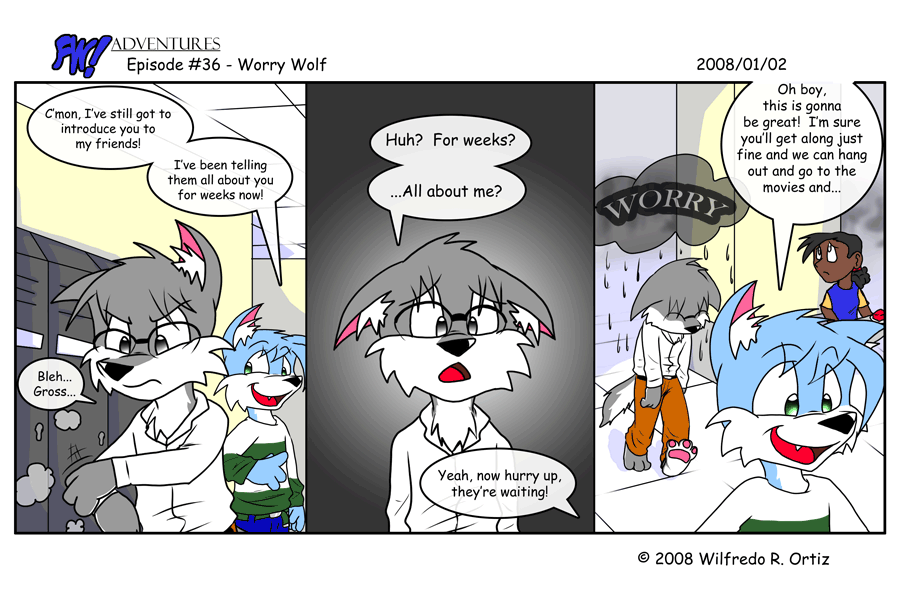 FW! ADVENTURES
Episode #36 - Worry Wolf
2008/01/02
C'mon, I've still got to
introduce you to
my friends!
I've been telling
them all about you
for weeks now!
Bleh...
Gross...
Huh? For weeks?
...All about me?
Yeah, now hurry up,
they're waiting!
Oh boy,
this is gonna
be great! I'm sure
you'll get along just
fine and we can hang
out and go to the
movies and...
WORRY
© 2008 Wilfredo R. Ortiz